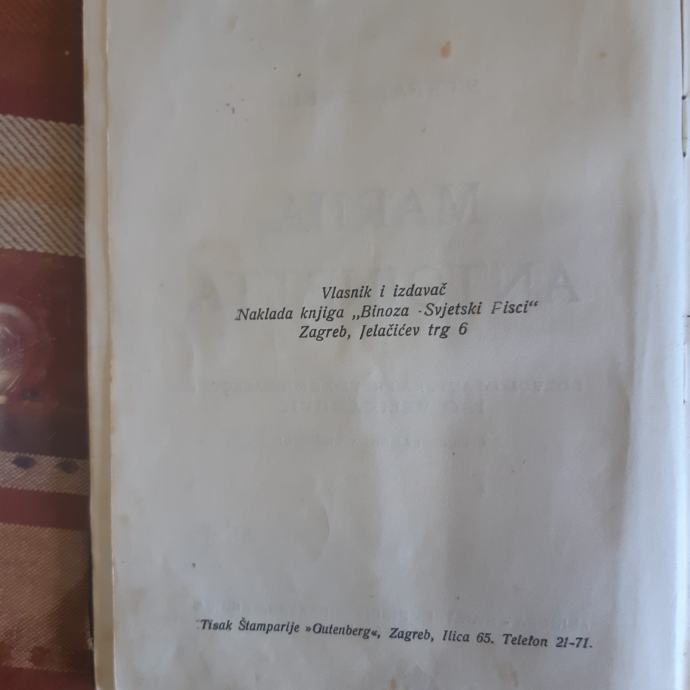 Vlasnik i izdavač
Naklada knjiga „Binoza - Svjetski Pisci“
Zagreb, Jelačićev trg 6
Tisak Štamparije »Gutenberg«, Zagreb, Ilica 65. Telefon 21-71.